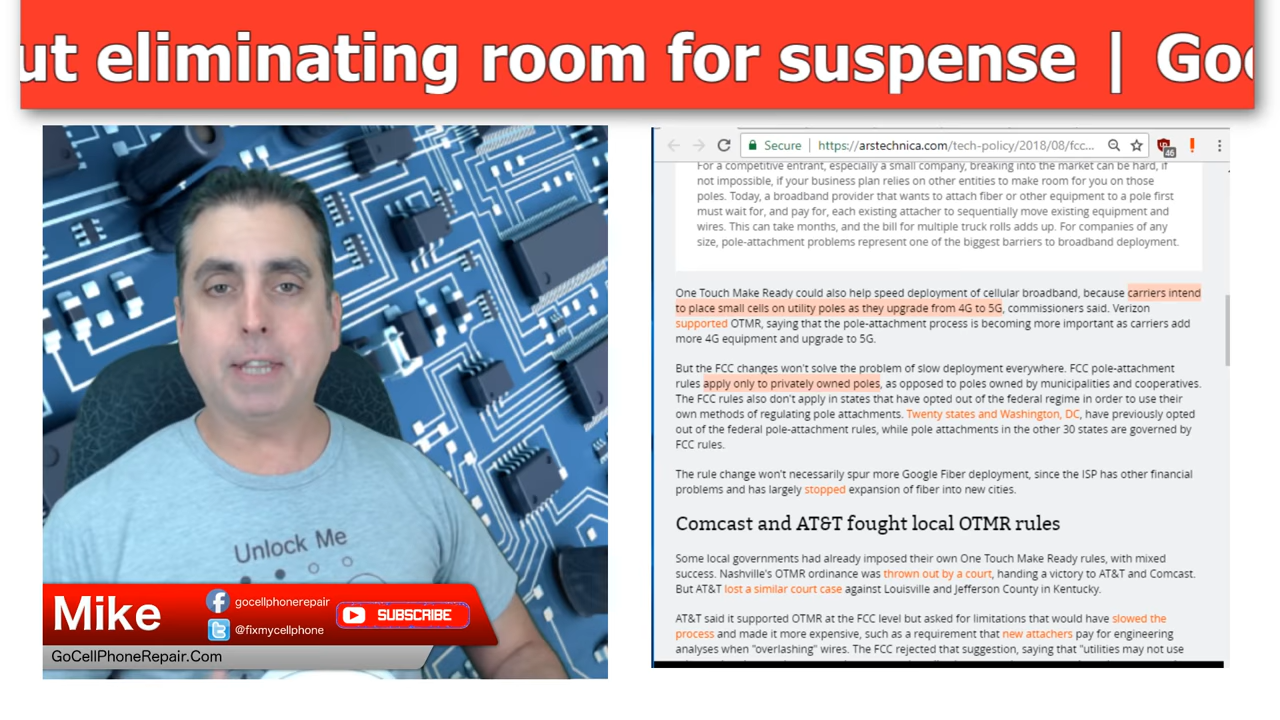 ut eliminating room for suspense | Go
Unlock Me
Mike
gocellphonerepair
@fixmycellphone
SUBSCRIBE
GoCellPhoneRepair.Com
Secure
https://arstechnica.com/tech-policy/2018/08/fcc...
46
For a competitive entrant, especially a small company, breaking into the market can be hard, if
not impossible, if your business plan relies on other entities to make room for you on those
poles. Today, a broadband provider that wants to attach fiber or other equipment to a pole first
must wait for, and pay for, each existing attacher to sequentially move existing equipment and
wires. This can take months, and the bill for multiple truck rolls adds up. For companies of any
size, pole-attachment problems represent one of the biggest barriers to broadband deployment.
One Touch Make Ready could also help speed deployment of cellular broadband, because carriers intend
to place small cells on utility poles as they upgrade from 4G to 5G, commissioners said. Verizon
supported OTMR, saying that the pole-attachment process is becoming more important as carriers add
more 4G equipment and upgrade to 5G.
But the FCC changes won't solve the problem of slow deployment everywhere. FCC pole-attachment
rules apply only to privately owned poles, as opposed to poles owned by municipalities and cooperatives.
The FCC rules also don't apply in states that have opted out of the federal regime in order to use their
own methods of regulating pole attachments. Twenty states and Washington, DC, have previously opted
out of the federal pole-attachment rules, while pole attachments in the other 30 states are governed by
FCC rules.
The rule change won't necessarily spur more Google Fiber deployment, since the ISP has other financial
problems and has largely stopped expansion of fiber into new cities.
Comcast and AT&T fought local OTMR rules
Some local governments had already imposed their own One Touch Make Ready rules, with mixed
success. Nashville's OTMR ordinance was thrown out by a court, handing a victory to AT&T and Comcast.
But AT&T lost a similar court case against Louisville and Jefferson County in Kentucky.
AT&T said it supported OTMR at the FCC level but asked for limitations that would have slowed the
process and made it more expensive, such as a requirement that new attachers pay for engineering
analyses when "overlashing" wires. The FCC rejected that suggestion, saying that "utilities may not use